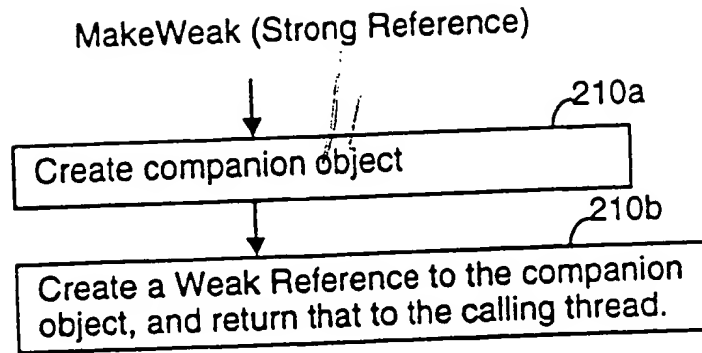 MakeWeak (Strong Reference)
210a
Create companion object
210b
Create a Weak Reference to the companion
object, and return that to the calling thread.